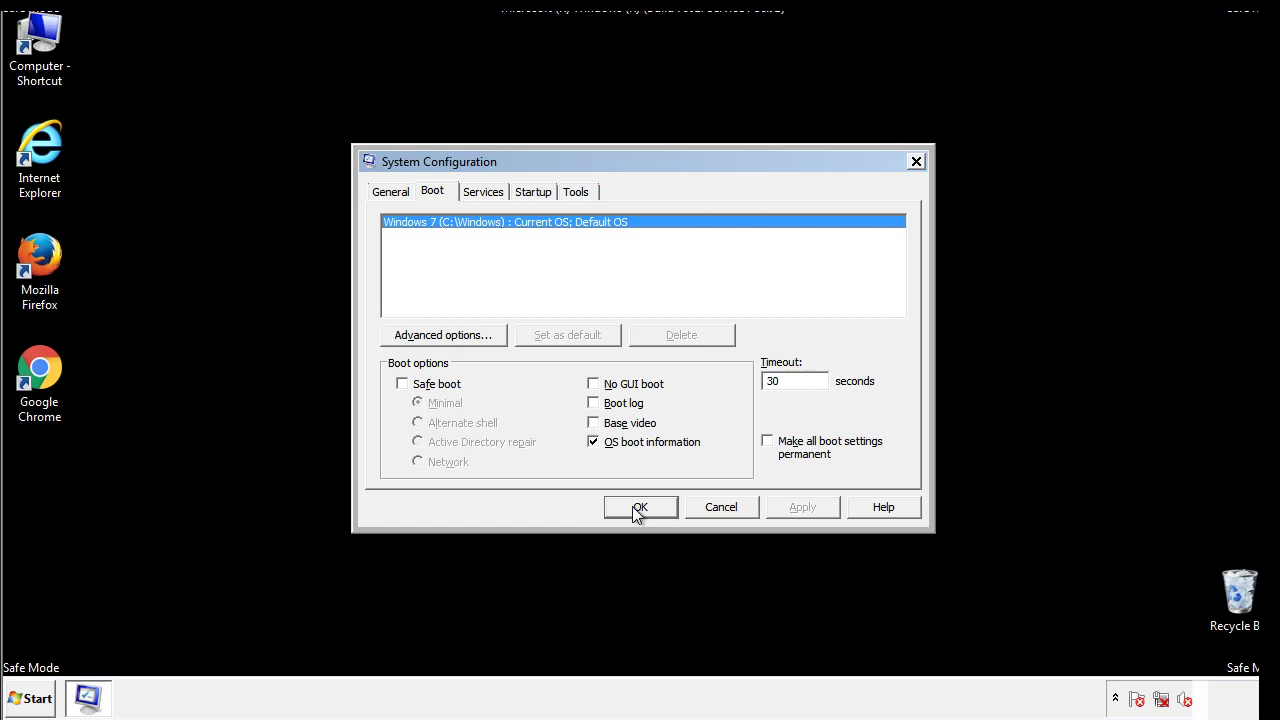 Computer -
Shortcut
Internet
Explorer
Mozilla
Firefox
Google
Chrome
System Configuration
General Boot Services Startup Tools
Windows 7 (C:\Windows) : Current OS; Default OS
Advanced options... Set as default Delete
Boot options
Safe boot
Minimal
Alternate shell
Active Directory repair
Network
No GUI boot
Boot log
Base video
OS boot information
Timeout:
30 seconds
Make all boot settings
permanent
OK Cancel Apply Help
Recycle B
Safe Mode
Safe M
Start